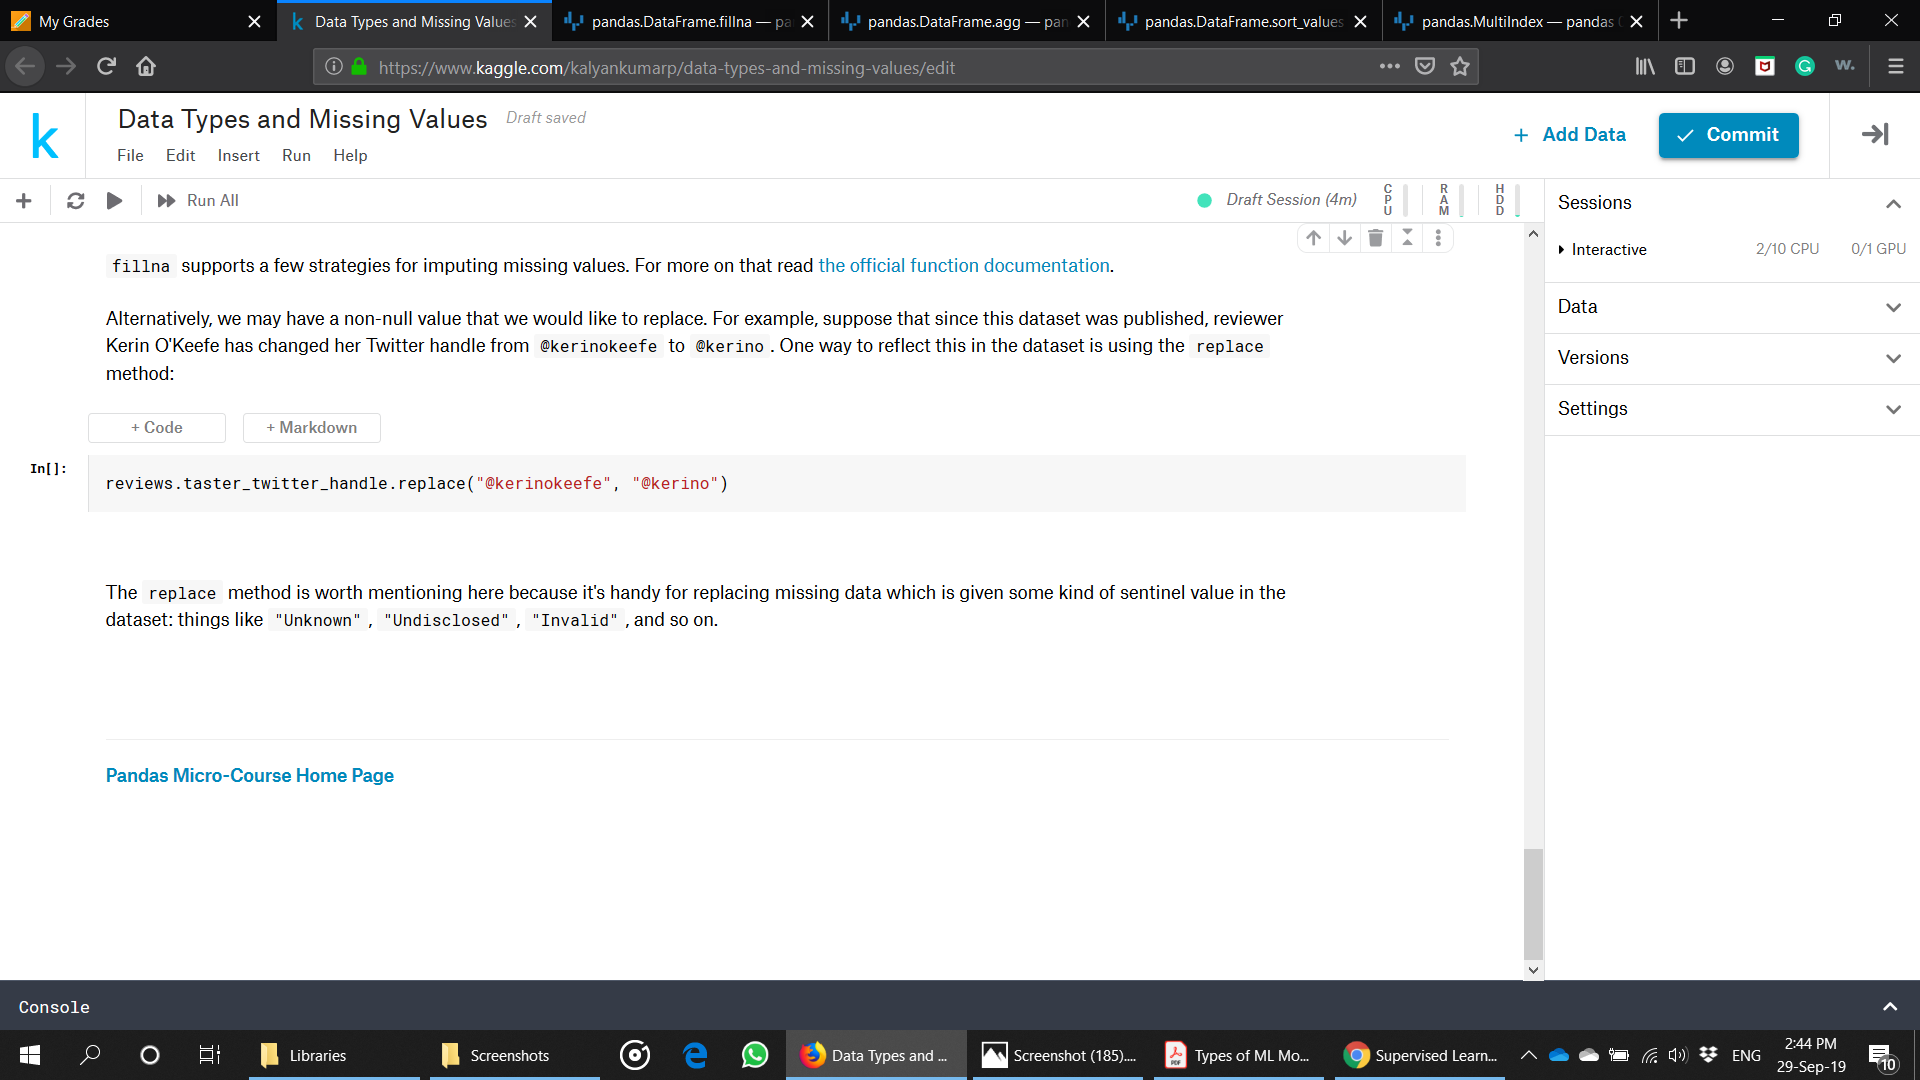 My Grades
Data Types and Missing Values
pandas.DataFrame.fillna — pa
pandas.DataFrame.agg — pan
pandas.DataFrame.sort_values
pandas.MultiIndex — pandas
https://www.kaggle.com/kalyankumarp/data-types-and-missing-values/edit
w.
k
Data Types and Missing Values
Draft saved
File Edit Insert Run Help
+ Add Data
Commit
Run All
Draft Session (4m)
CPU
RAM
HDD
Sessions
Interactive
2/10 CPU
0/1 GPU
Data
Versions
Settings
fillna supports a few strategies for imputing missing values. For more on that read the official function documentation.
Alternatively, we may have a non-null value that we would like to replace. For example, suppose that since this dataset was published, reviewer
Kerin O'Keefe has changed her Twitter handle from @kerinokeefe to @kerino . One way to reflect this in the dataset is using the replace
method:
+ Code
+ Markdown
In[]:
reviews.taster_twitter_handle.replace("@kerinokeefe", "@kerino")
The replace method is worth mentioning here because it's handy for replacing missing data which is given some kind of sentinel value in the
dataset: things like "Unknown" , "Undisclosed" , "Invalid" , and so on.
Pandas Micro-Course Home Page
Console
Libraries
Screenshots
Data Types and ...
Screenshot (185)....
Types of ML Mo...
Supervised Learn...
ENG
2:44 PM
29-Sep-19
10